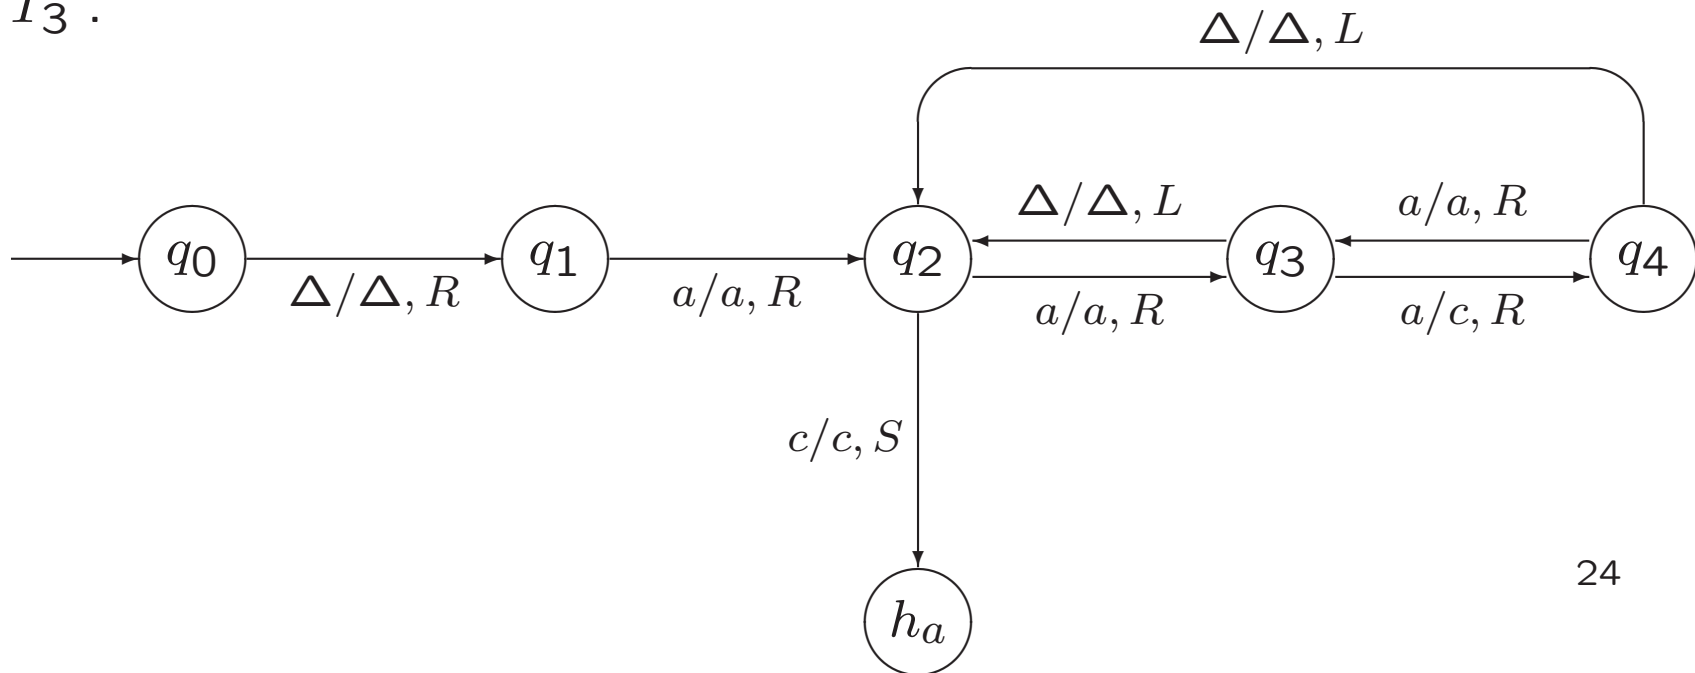 T₃ .
Δ/Δ, L
Δ/Δ, L
a/a, R
q₀
q₁
q₂
q₃
q₄
Δ/Δ, R
a/a, R
a/a, R
a/c, R
c/c, S
24
hₐ